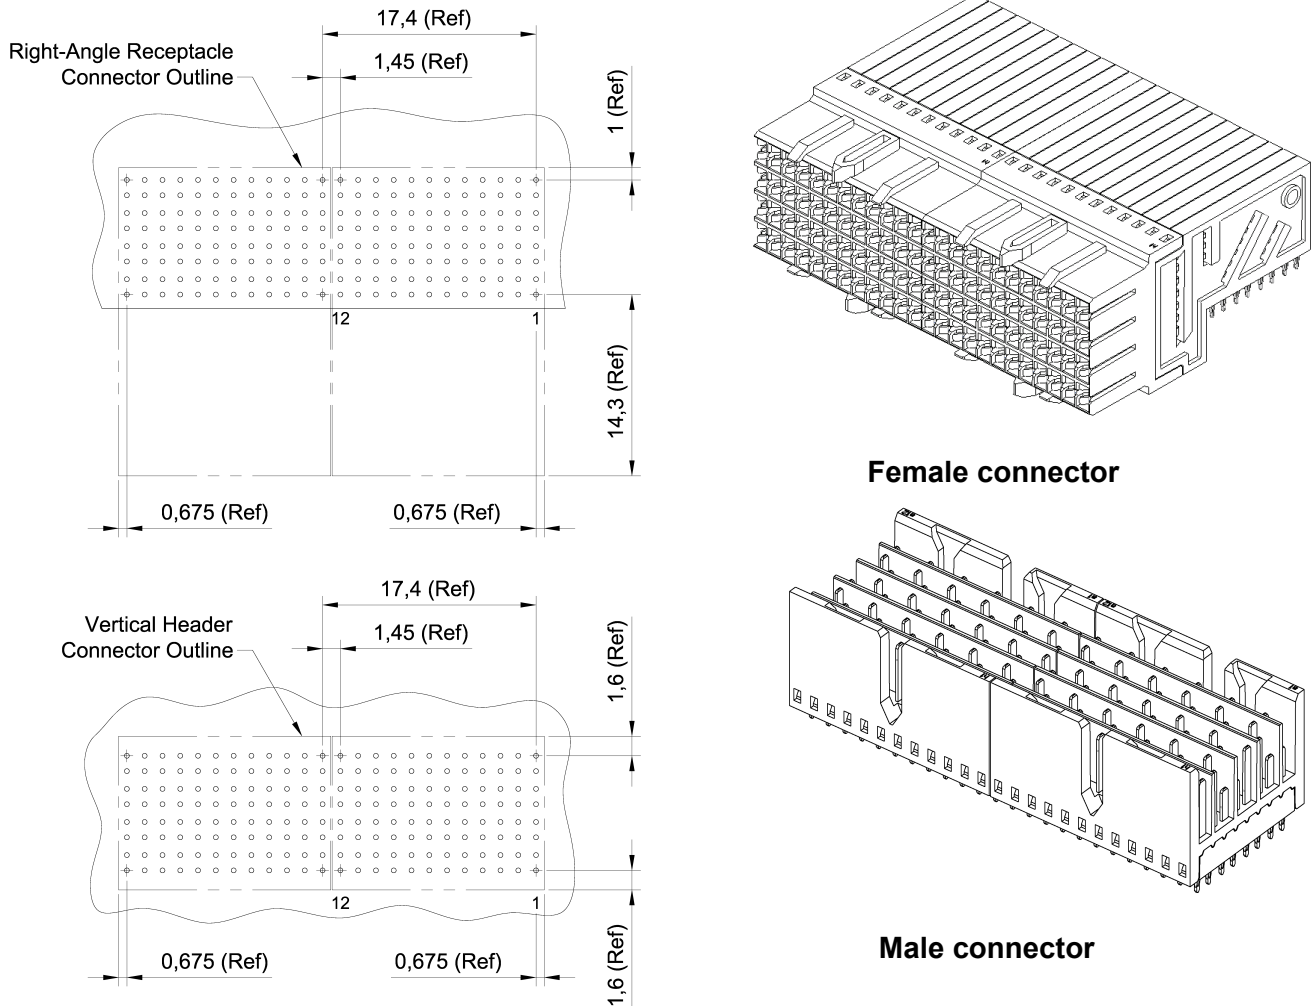 17,4 (Ref)
Right-Angle Receptacle
Connector Outline
1,45 (Ref)
1 (Ref)
12
1
14,3 (Ref)
0,675 (Ref)
0,675 (Ref)
Female connector
17,4 (Ref)
Vertical Header
Connector Outline
1,45 (Ref)
1,6 (Ref)
12
1
0,675 (Ref)
0,675 (Ref)
1,6 (Ref)
Male connector